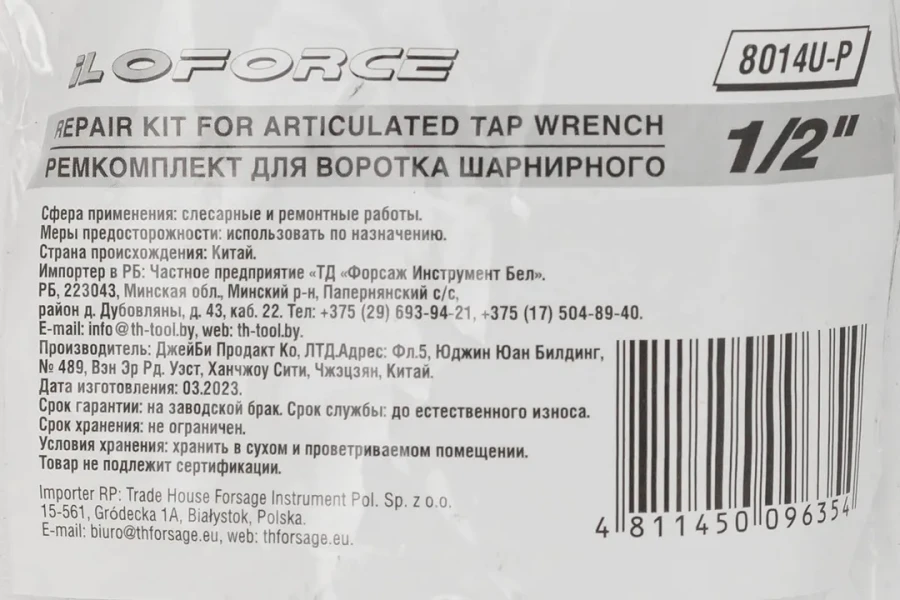 iLOFORCE
8014U-P
REPAIR KIT FOR ARTICULATED TAP WRENCH
РЕМКОМПЛЕКТ ДЛЯ ВОРОТКА ШАРНИРНОГО
1/2"
Сфера применения: слесарные и ремонтные работы.
Меры предосторожности: использовать по назначению.
Страна происхождения: Китай.
Импортер в РБ: Частное предприятие «ТД «Форсаж Инструмент Бел».
РБ, 223043, Минская обл., Минский р-н, Папернянский с/с,
район д. Дубовляны, д. 43, каб. 22. Тел: +375 (29) 693-94-21, +375 (17) 504-89-40.
E-mail: info@th-tool.by, web: th-tool.by.
Производитель: ДжейБи Продакт Ко, ЛТД.Адрес: Фл.5, Юджин Юан Билдинг,
№ 489, Вэн Эр Рд. Уэст, Ханчжоу Сити, Чжэцзян, Китай.
Дата изготовления: 03.2023.
Срок гарантии: на заводской брак. Срок службы: до естественного износа.
Срок хранения: не ограничен.
Условия хранения: хранить в сухом и проветриваемом помещении.
Товар не подлежит сертификации.
Importer RP: Trade House Forsage Instrument Pol. Sp. z o.o.
15-561, Gródecka 1A, Białystok, Polska.
E-mail: biuro@thforsage.eu, web: thforsage.eu.
4 811450 096354